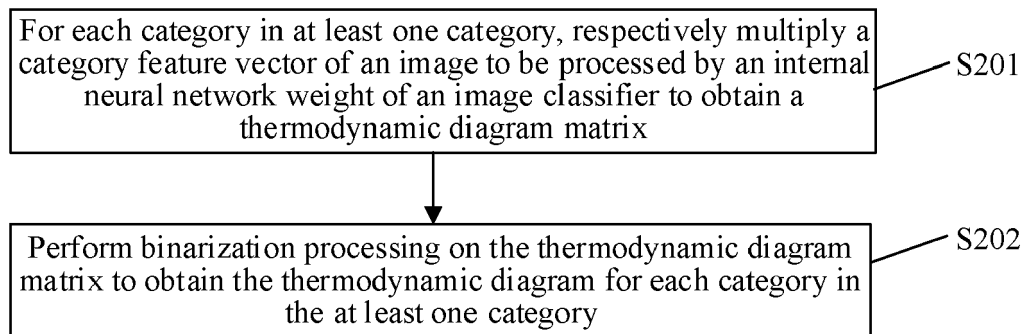 For each category in at least one category, respectively multiply a
category feature vector of an image to be processed by an internal
neural network weight of an image classifier to obtain a
thermodynamic diagram matrix
S201
Perform binarization processing on the thermodynamic diagram
matrix to obtain the thermodynamic diagram for each category in
the at least one category
S202